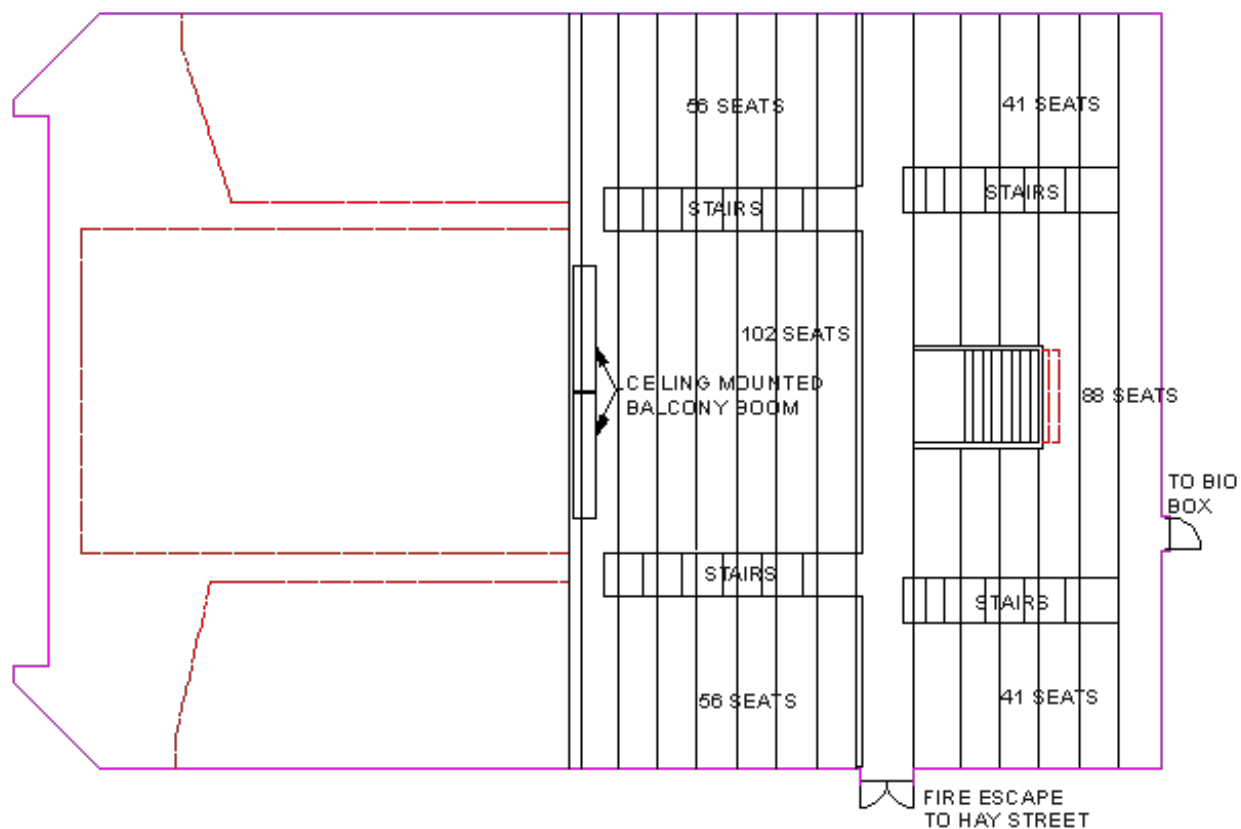 56 SEATS
41 SEATS
STAIRS
STAIRS
102 SEATS
CEILING MOUNTED
BALCONY BOOM
88 SEATS
TO BIO
BOX
STAIRS
STAIRS
56 SEATS
41 SEATS
FIRE ESCAPE
TO HAY STREET